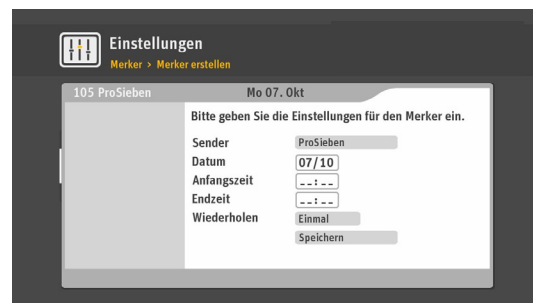 Einstellungen
Merker > Merker erstellen
105 ProSieben Mo 07. Okt
Bitte geben Sie die Einstellungen für den Merker ein.
Sender ProSieben
Datum 07/10
Anfangszeit _ _ : _ _
Endzeit _ _ : _ _
Wiederholen Einmal
Speichern